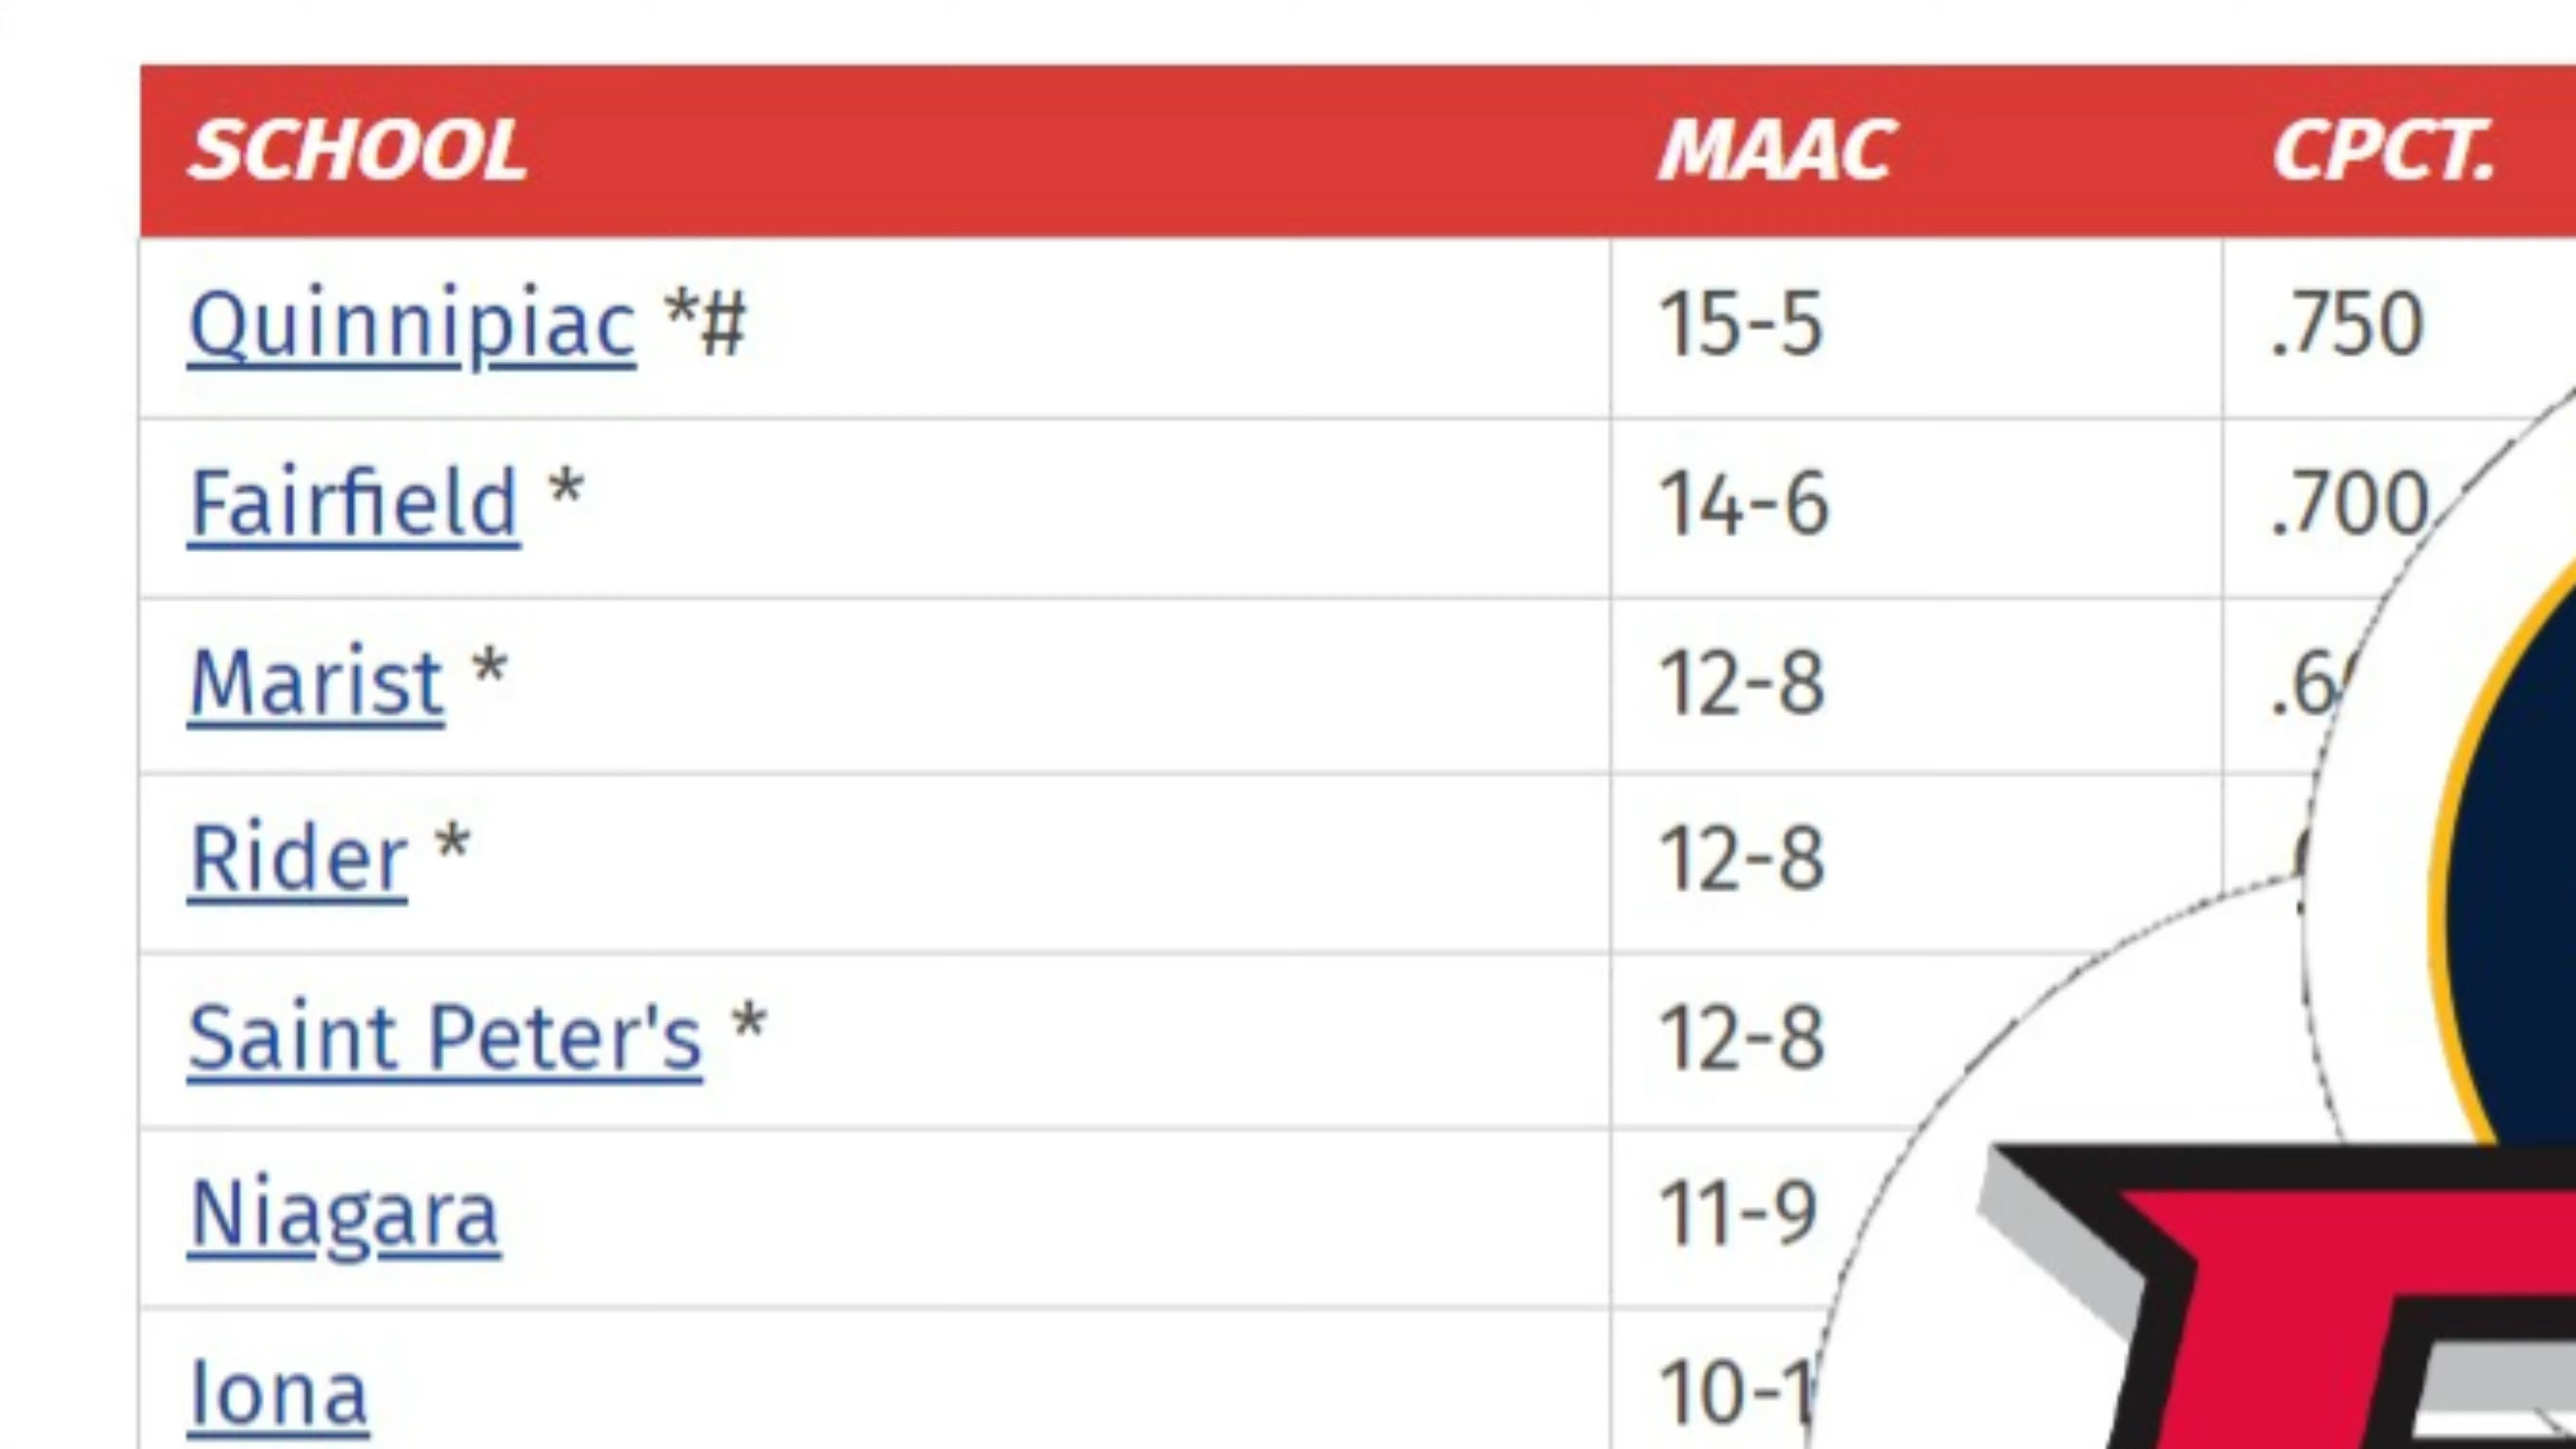 SCHOOL MAAC CPCT.
Quinnipiac *# 15-5 .750
Fairfield * 14-6 .700
Marist * 12-8
Rider * 12-8
Saint Peter's * 12-8
Niagara 11-9
Iona